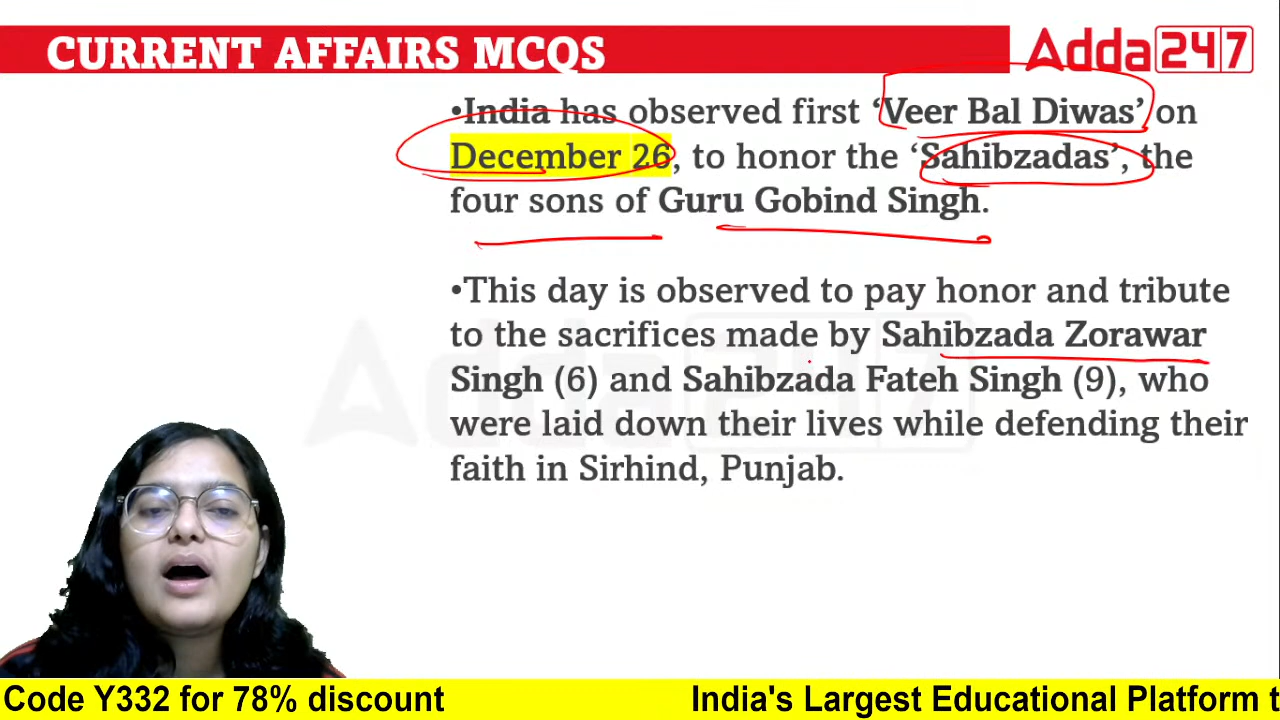 CURRENT AFFAIRS MCQS
Adda247
•India has observed first ‘Veer Bal Diwas’ on
December 26, to honor the ‘Sahibzadas’, the
four sons of Guru Gobind Singh.
•This day is observed to pay honor and tribute
to the sacrifices made by Sahibzada Zorawar
Singh (6) and Sahibzada Fateh Singh (9), who
were laid down their lives while defending their
faith in Sirhind, Punjab.
Adda247
Code Y332 for 78% discount
India's Largest Educational Platform t